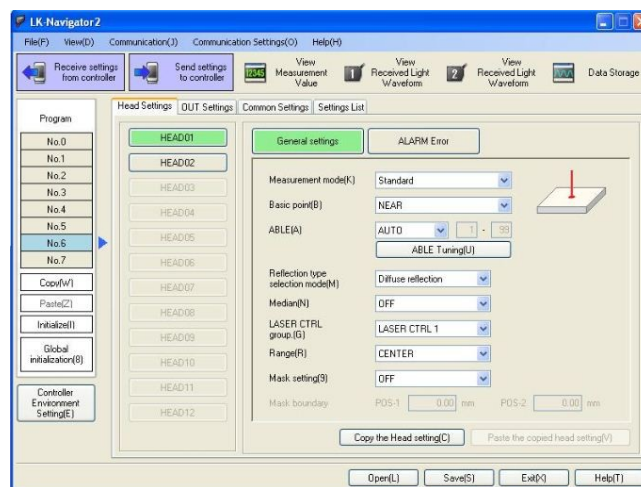 LK-Navigator2
File(F) View(D) Communication(J) Communication Settings(O) Help(H)
Receive settings from controller
Send settings to controller
12345
View Measurement Value
1
View Received Light Waveform
2
View Received Light Waveform
Data Storage
Program
No.0
No.1
No.2
No.3
No.4
No.5
No.6
No.7
Copy(W)
Paste(Z)
Initialize(I)
Global initialization(8)
Controller Environment Setting(E)
Head Settings OUT Settings Common Settings Settings List
HEAD01
HEAD02
HEAD03
HEAD04
HEAD05
HEAD06
HEAD07
HEAD08
HEAD09
HEAD10
HEAD11
HEAD12
General settings ALARM Error
Measurement mode(K) Standard
Basic point(B) NEAR
ABLE(A) AUTO 1 - 99
ABLE Tuning(U)
Reflection type selection mode(M) Diffuse reflection
Median(N) OFF
LASER CTRL group.(G) LASER CTRL 1
Range(R) CENTER
Mask setting(9) OFF
Mask boundary POS-1 0.00 mm POS-2 0.00 mm
Copy the Head setting(C) Paste the copied head setting(V)
Open(L) Save(S) Exit(X) Help(T)